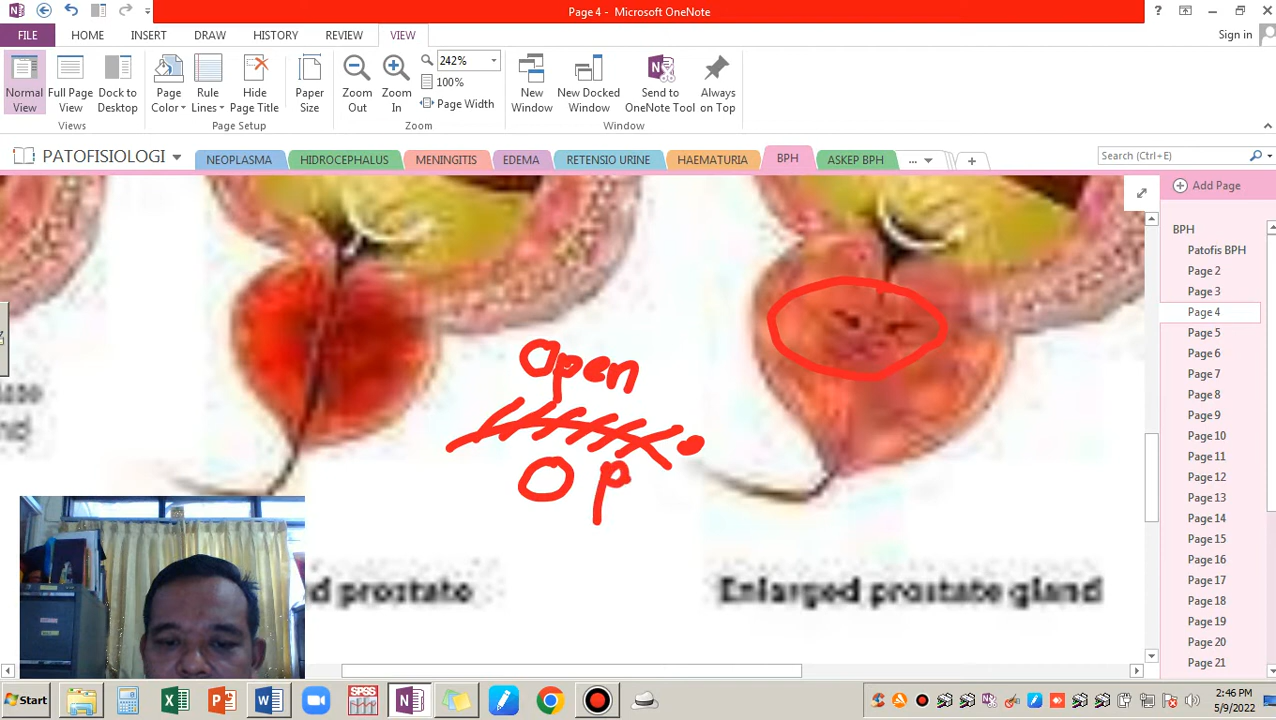 Page 4 - Microsoft OneNote
?
FILE HOME INSERT DRAW HISTORY REVIEW VIEW
Sign in
Normal View
Full Page View
Dock to Desktop
Page Color
Rule Lines
Hide Page Title
Paper Size
Zoom Out
Zoom In
242%
100%
Page Width
New Window
New Docked Window
Send to OneNote Tool
Always on Top
Views Page Setup Zoom Window
PATOFISIOLOGI NEOPLASMA HIDROCEPHALUS MENINGITIS EDEMA RETENSIO URINE HAEMATURIA BPH ASKEP BPH ... +
Search (Ctrl+E)
Add Page
BPH
Patofis BPH
Page 2
Page 3
Page 4
Page 5
Page 6
Page 7
Page 8
Page 9
Page 10
Page 11
Page 12
Page 13
Page 14
Page 15
Page 16
Page 17
Page 18
Page 19
Page 20
Page 21
Open
Op
d prostate
Enlarged prostate gland
Start
SPSS
2:46 PM
5/9/2022